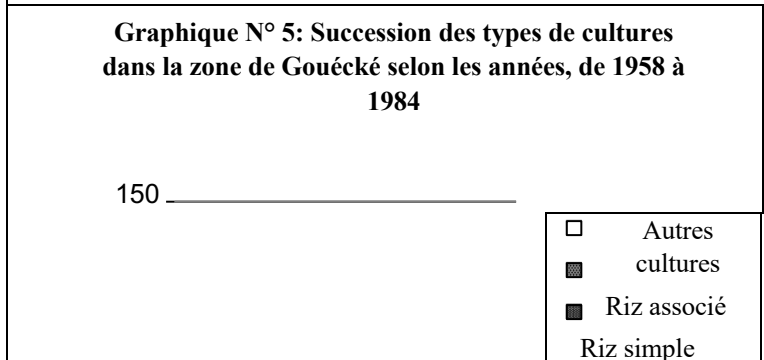 Graphique N° 5: Succession des types de cultures
dans la zone de Gouécké selon les années, de 1958 à
1984
150
Autres
cultures
Riz associé
Riz simple